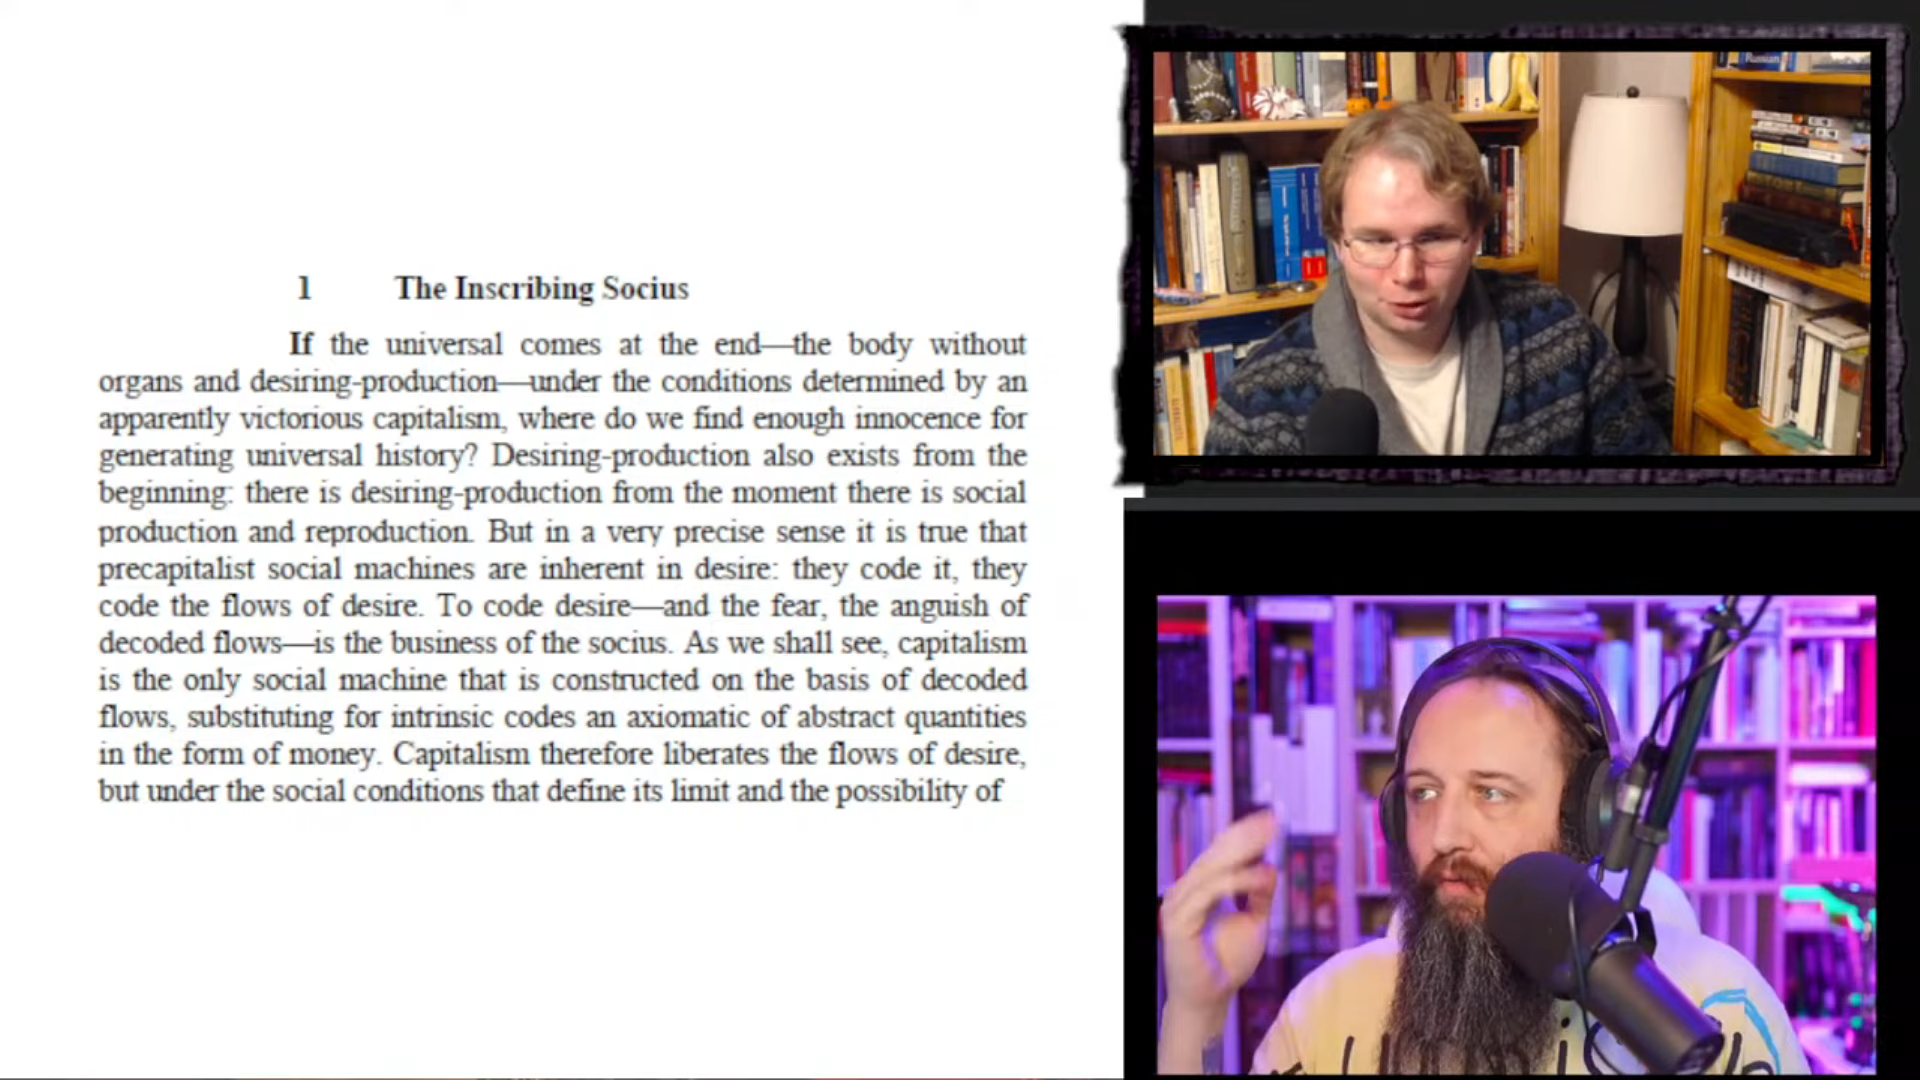 1 The Inscribing Socius
If the universal comes at the end—the body without
organs and desiring-production—under the conditions determined by an
apparently victorious capitalism, where do we find enough innocence for
generating universal history? Desiring-production also exists from the
beginning: there is desiring-production from the moment there is social
production and reproduction. But in a very precise sense it is true that
precapitalist social machines are inherent in desire: they code it, they
code the flows of desire. To code desire—and the fear, the anguish of
decoded flows—is the business of the socius. As we shall see, capitalism
is the only social machine that is constructed on the basis of decoded
flows, substituting for intrinsic codes an axiomatic of abstract quantities
in the form of money. Capitalism therefore liberates the flows of desire,
but under the social conditions that define its limit and the possibility of
Russian